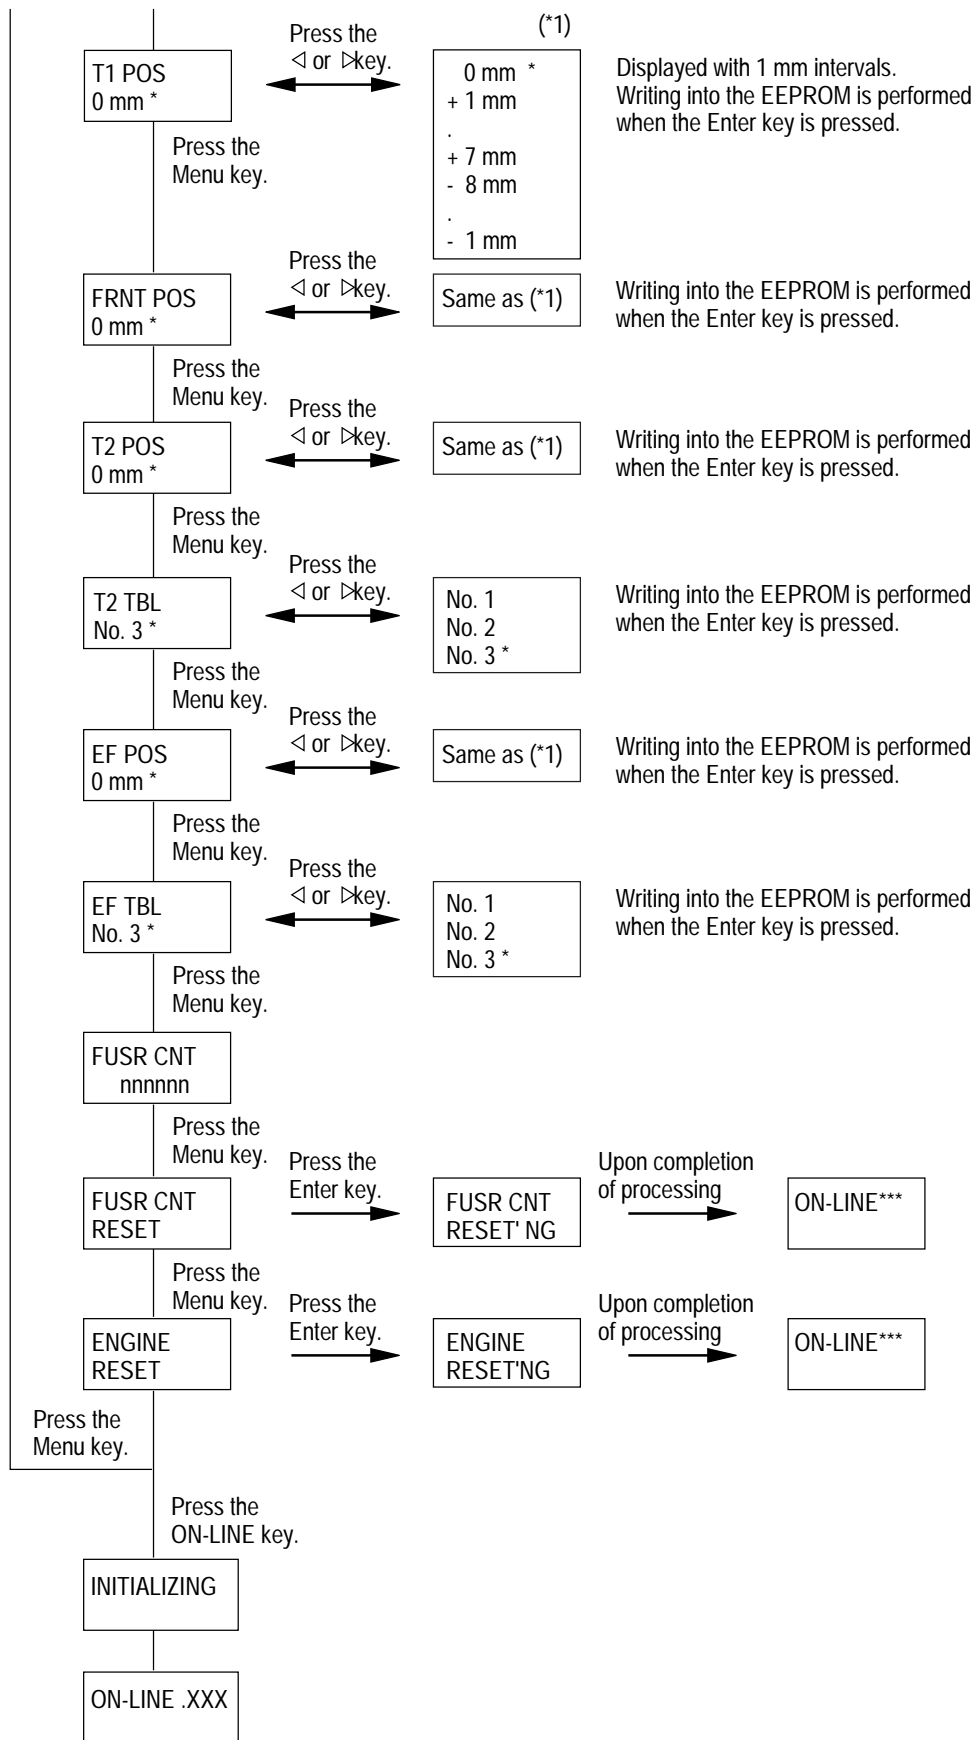 Press the
◁ or ▷key.
(*1)
T1 POS
0 mm *
0 mm *
+ 1 mm
.
+ 7 mm
- 8 mm
.
- 1 mm
Displayed with 1 mm intervals.
Writing into the EEPROM is performed
when the Enter key is pressed.
Press the
Menu key.
Press the
◁ or ▷key.
FRNT POS
0 mm *
Same as (*1)
Writing into the EEPROM is performed
when the Enter key is pressed.
Press the
Menu key.
Press the
◁ or ▷key.
T2 POS
0 mm *
Same as (*1)
Writing into the EEPROM is performed
when the Enter key is pressed.
Press the
Menu key.
Press the
◁ or ▷key.
T2 TBL
No. 3 *
No. 1
No. 2
No. 3 *
Writing into the EEPROM is performed
when the Enter key is pressed.
Press the
Menu key.
Press the
◁ or ▷key.
EF POS
0 mm *
Same as (*1)
Writing into the EEPROM is performed
when the Enter key is pressed.
Press the
Menu key.
Press the
◁ or ▷key.
EF TBL
No. 3 *
No. 1
No. 2
No. 3 *
Writing into the EEPROM is performed
when the Enter key is pressed.
Press the
Menu key.
FUSR CNT
nnnnnn
Press the
Menu key.
Press the
Enter key.
Upon completion
of processing
FUSR CNT
RESET
FUSR CNT
RESET' NG
ON-LINE***
Press the
Menu key.
Press the
Enter key.
Upon completion
of processing
ENGINE
RESET
ENGINE
RESET'NG
ON-LINE***
Press the
Menu key.
Press the
ON-LINE key.
INITIALIZING
ON-LINE .XXX